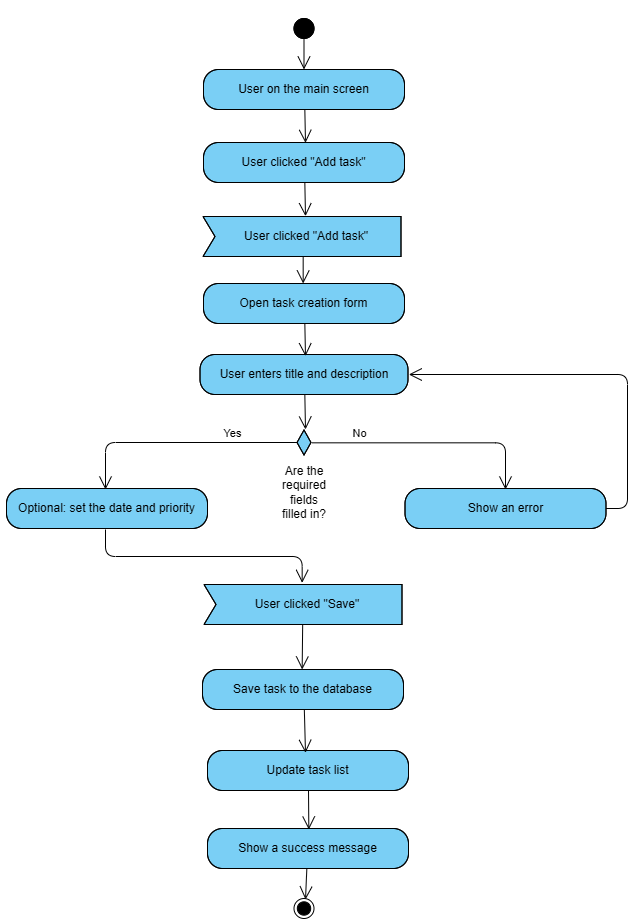 User on the main screen
User clicked "Add task"
User clicked "Add task"
Open task creation form
User enters title and description
Yes
No
Are the
required
fields
filled in?
Optional: set the date and priority
Show an error
User clicked "Save"
Save task to the database
Update task list
Show a success message